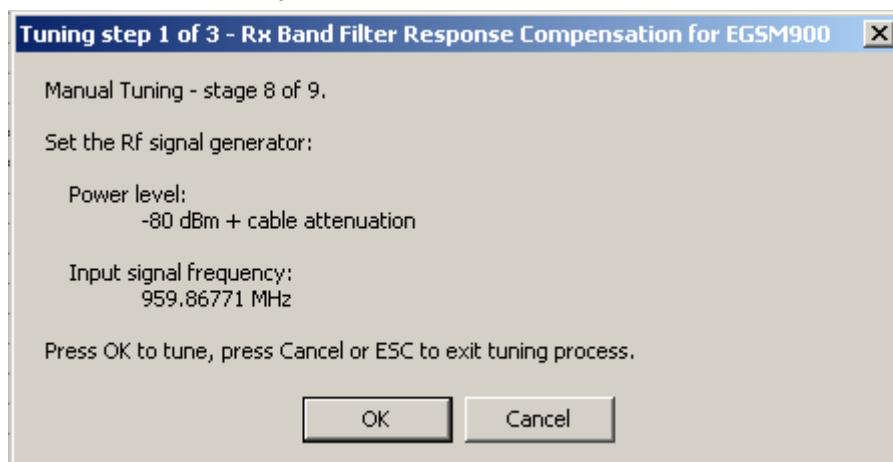 Tuning step 1 of 3 - Rx Band Filter Response Compensation for EGSM900
Manual Tuning - stage 8 of 9.
Set the Rf signal generator:
Power level:
-80 dBm + cable attenuation
Input signal frequency:
959.86771 MHz
Press OK to tune, press Cancel or ESC to exit tuning process.
OK
Cancel